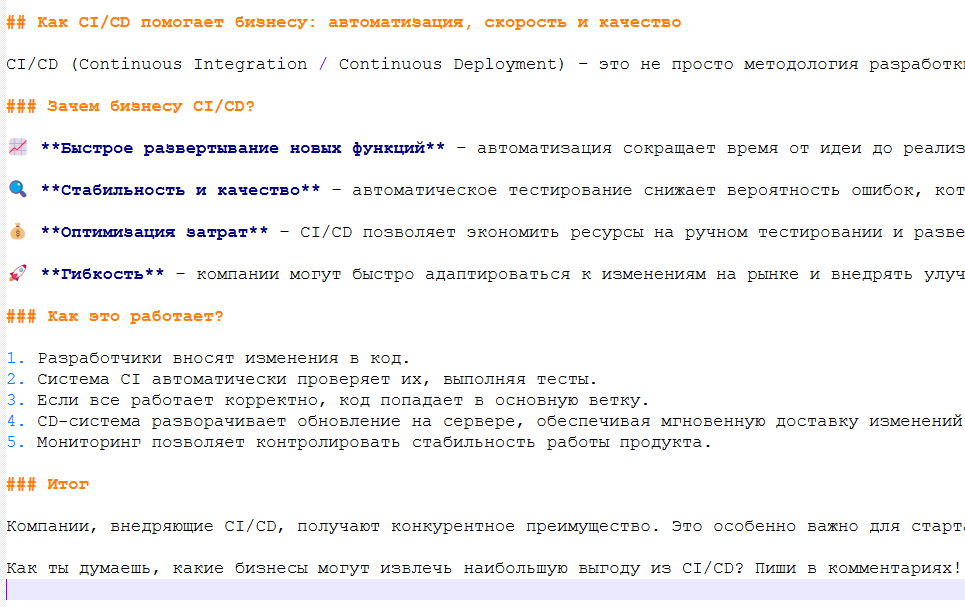 ## Как CI/CD помогает бизнесу: автоматизация, скорость и качество
CI/CD (Continuous Integration / Continuous Deployment) – это не просто методология
### Зачем бизнесу CI/CD?
📈 **Быстрое развертывание новых функций** – автоматизация сокращает время от идеи до
🔍 **Стабильность и качество** – автоматическое тестирование снижает вероятность ошибок,
💰 **Оптимизация затрат** – CI/CD позволяет экономить ресурсы на ручном тестировании и
🚀 **Гибкость** – компании могут быстро адаптироваться к изменениям на рынке и внедрять
### Как это работает?
1. Разработчики вносят изменения в код.
2. Система CI автоматически проверяет их, выполняя тесты.
3. Если все работает корректно, код попадает в основную ветку.
4. CD-система разворачивает обновление на сервере, обеспечивая мгновенную доставку изменений
5. Мониторинг позволяет контролировать стабильность работы продукта.
### Итог
Компании, внедряющие CI/CD, получают конкурентное преимущество. Это особенно важно для
Как ты думаешь, какие бизнесы могут извлечь наибольшую выгоду из CI/CD? Пиши в комментариях!